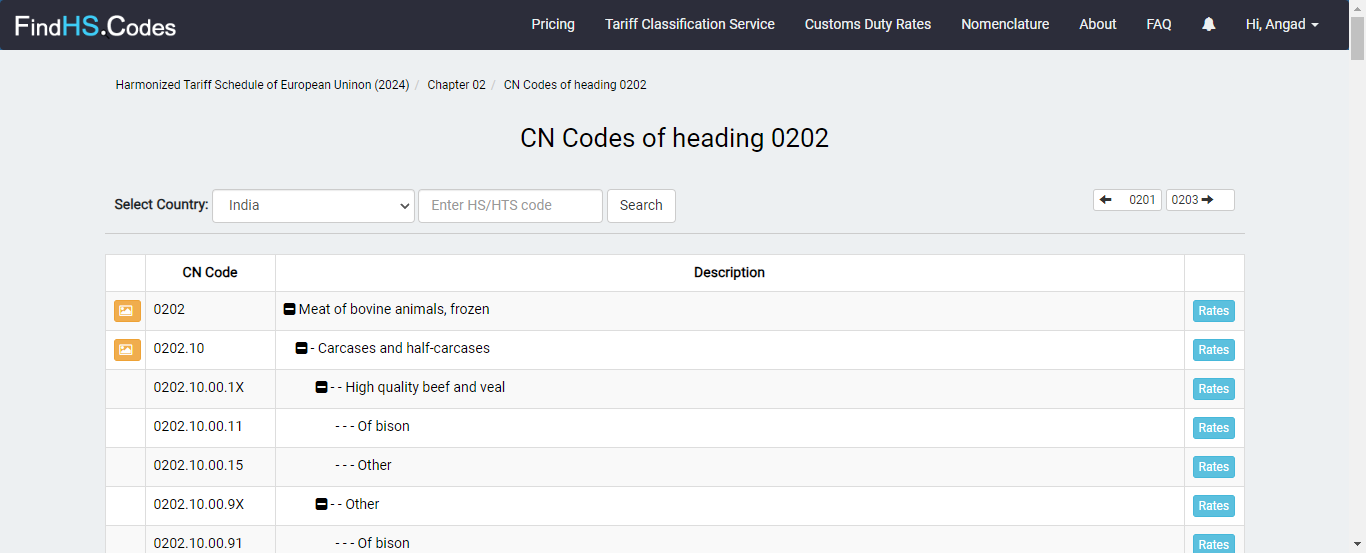 FindHS.Codes Pricing Tariff Classification Service Customs Duty Rates Nomenclature About FAQ Hi, Angad
Harmonized Tariff Schedule of European Uninon (2024) / Chapter 02 / CN Codes of heading 0202
CN Codes of heading 0202
Select Country: India Enter HS/HTS code Search 0201 0203
CN Code Description
0202 Meat of bovine animals, frozen Rates
0202.10 - Carcases and half-carcases Rates
0202.10.00.1X - - High quality beef and veal Rates
0202.10.00.11 - - - Of bison Rates
0202.10.00.15 - - - Other Rates
0202.10.00.9X - - Other Rates
0202.10.00.91 - - - Of bison Rates